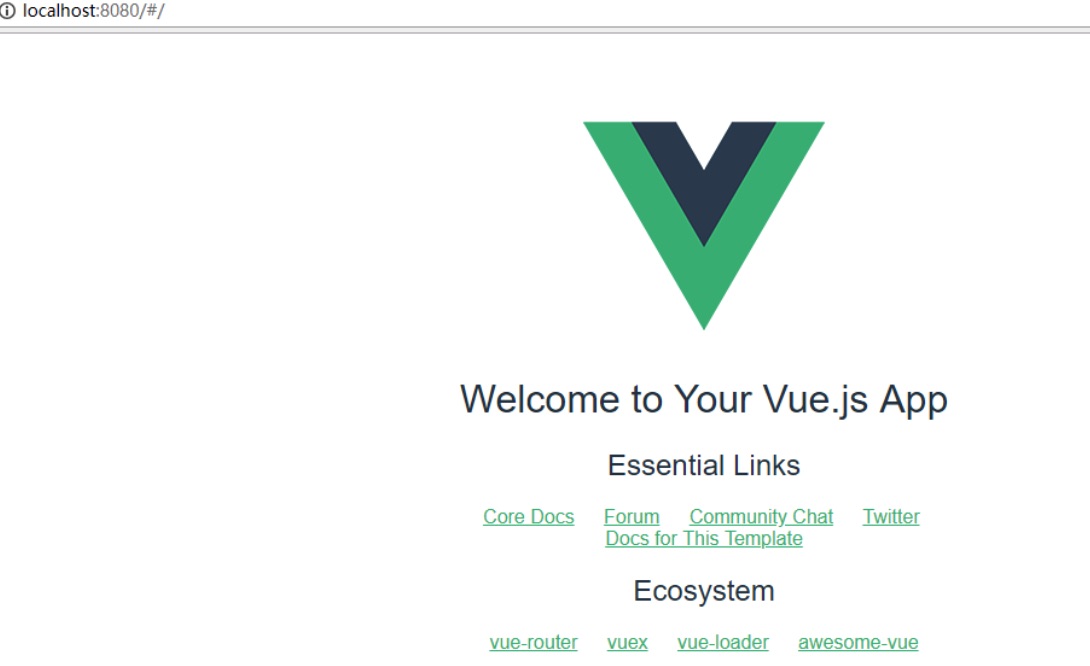 localhost:8080/#/
Welcome to Your Vue.js App
Essential Links
Core Docs Forum Community Chat Twitter
Docs for This Template
Ecosystem
vue-router vuex vue-loader awesome-vue